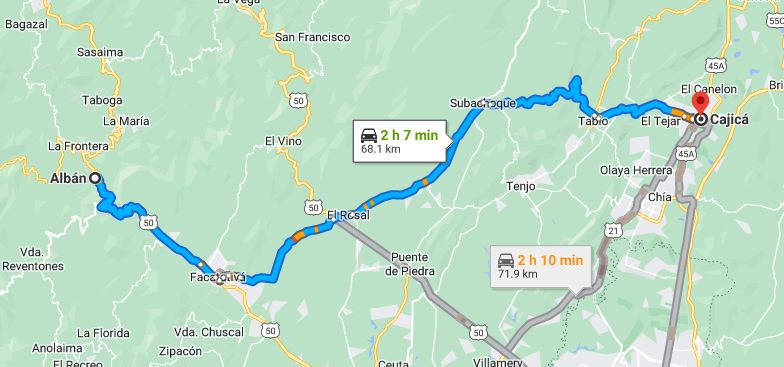 La Vega
55C
Bagazal
San Francisco
Sasaima
45A
50
El Canelon
Bri
Taboga
Subachoque
La María
Tabio
El Tejar
Cajicá
2 h 7 min
68.1 km
El Vino
La Frontera
45A
Olaya Herrera
Albán
Tenjo
Chía
50
50
El Rosal
21
Vda.
Reventones
Puente
de Piedra
2 h 10 min
71.9 km
Facatativá
50
50
La Florida
Vda. Chuscal
Anolaima
Zipacón
El Recreo
Ceuta
Villamery